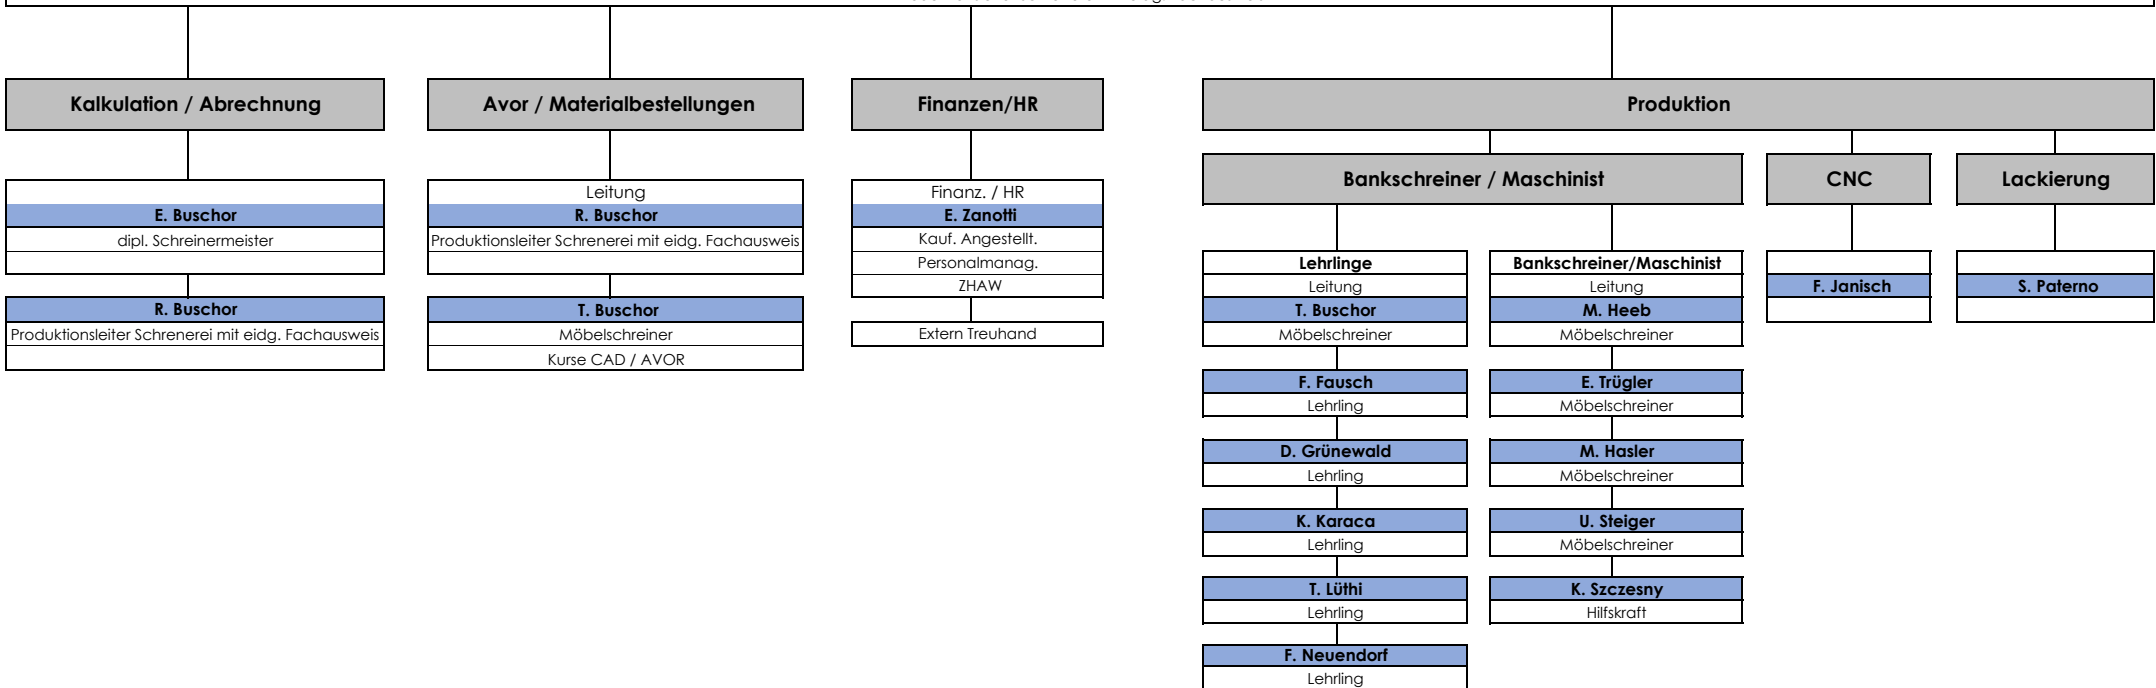 Kalkulation / Abrechnung
E. Buschor
dipl. Schreinermeister
R. Buschor
Produktionsleiter Schrenerei mit eidg. Fachausweis
Avor / Materialbestellungen
Leitung
R. Buschor
Produktionsleiter Schrenerei mit eidg. Fachausweis
T. Buschor
Möbelschreiner
Kurse CAD / AVOR
Finanzen/HR
Finanz. / HR
E. Zanotti
Kauf. Angestellt.
Personalmanag.
ZHAW
Extern Treuhand
Produktion
Bankschreiner / Maschinist
Lehrlinge
Leitung
T. Buschor
Möbelschreiner
F. Fausch
Lehrling
D. Grünewald
Lehrling
K. Karaca
Lehrling
T. Lüthi
Lehrling
F. Neuendorf
Lehrling
Bankschreiner/Maschinist
Leitung
M. Heeb
Möbelschreiner
E. Trügler
Möbelschreiner
M. Hasler
Möbelschreiner
U. Steiger
Möbelschreiner
K. Szczesny
Hilfskraft
CNC
F. Janisch
Lackierung
S. Paterno